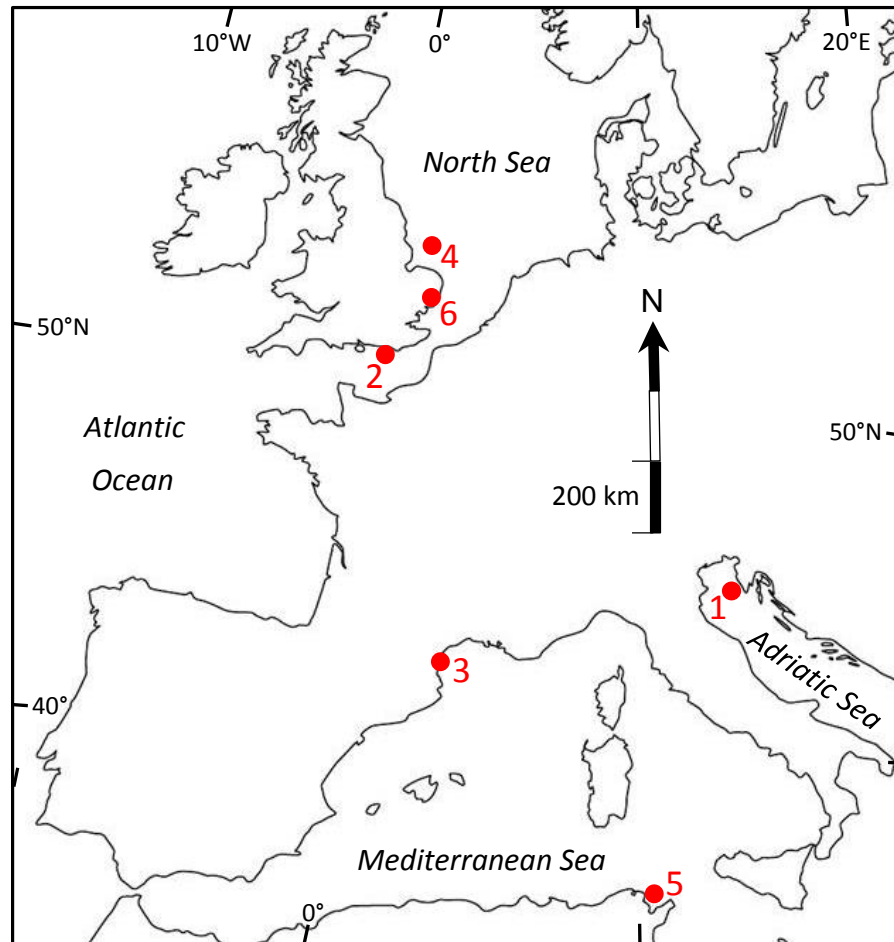 10°W
0°
20°E
North Sea
4
6
50°N
N
2
Atlantic
Ocean
50°N
200 km
1
3
Adriatic Sea
40°
5
Mediterranean Sea
0°